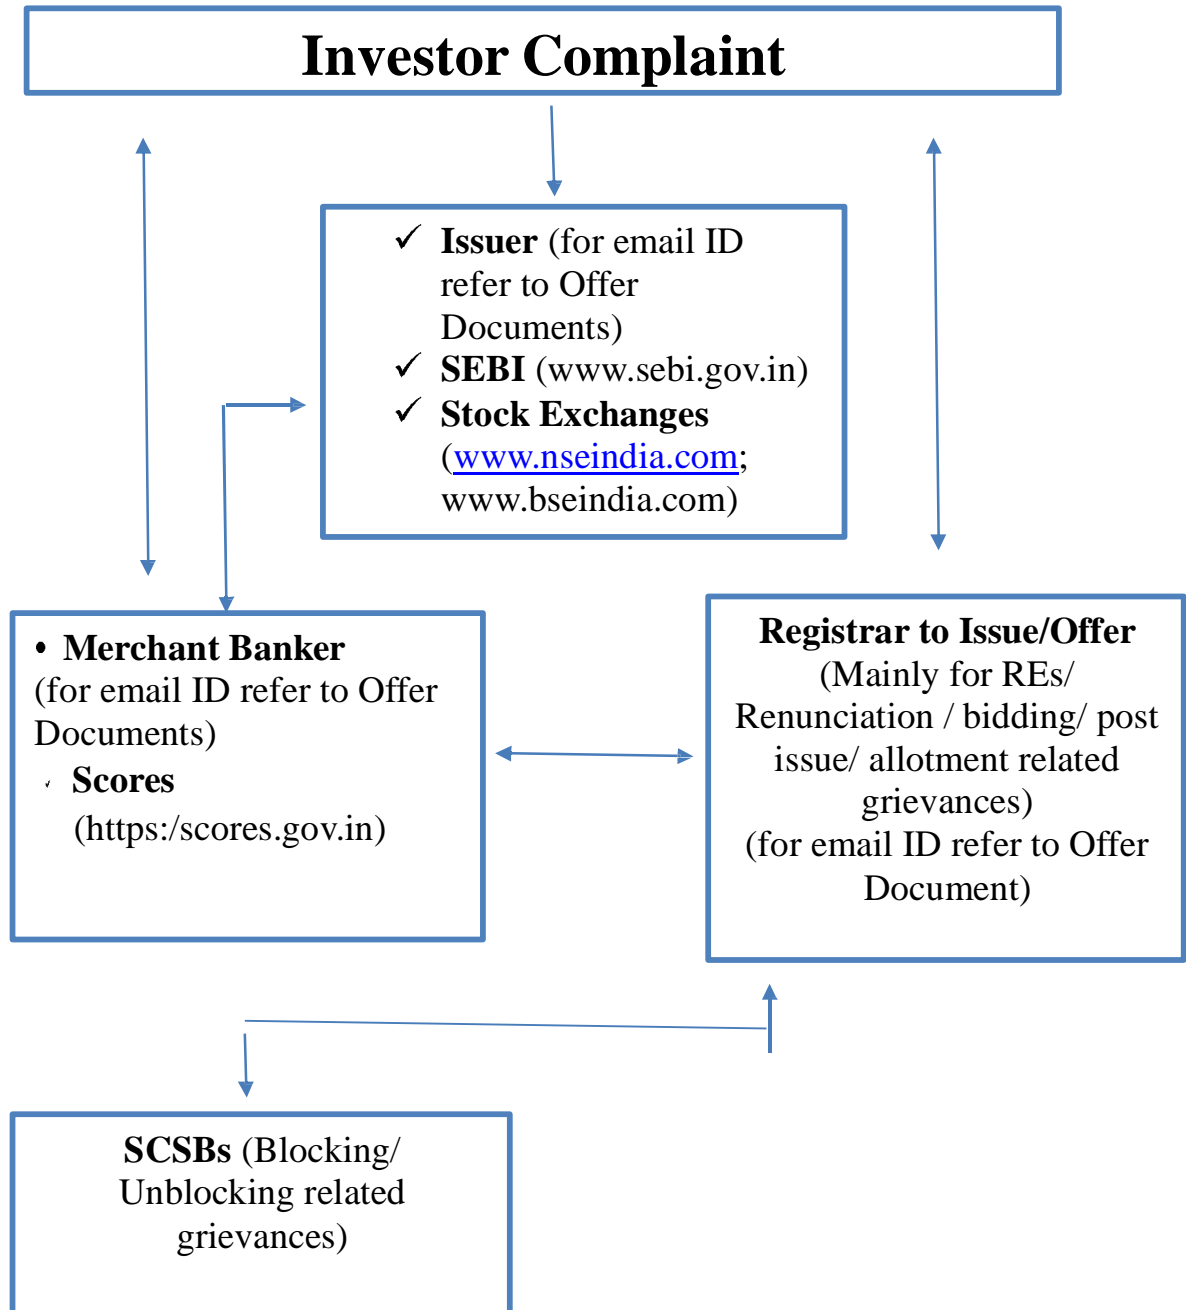 Investor Complaint
✓ Issuer (for email ID
refer to Offer
Documents)
✓ SEBI (www.sebi.gov.in)
✓ Stock Exchanges
(www.nseindia.com;
www.bseindia.com)
• Merchant Banker
(for email ID refer to Offer
Documents)
✓ Scores
(https:/scores.gov.in)
Registrar to Issue/Offer
(Mainly for REs/
Renunciation / bidding/ post
issue/ allotment related
grievances)
(for email ID refer to Offer
Document)
SCSBs (Blocking/
Unblocking related
grievances)